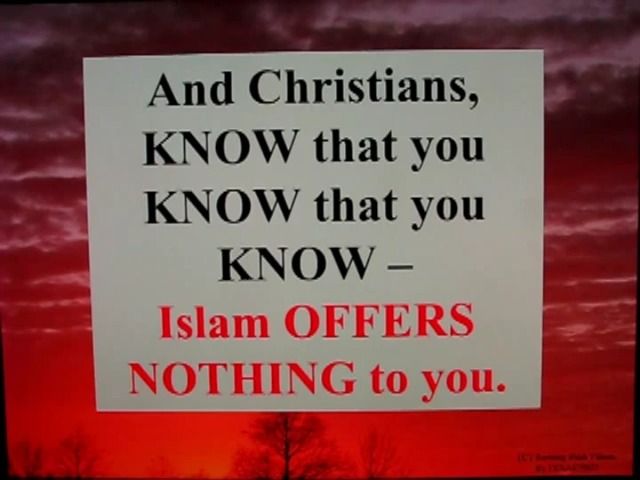 And Christians,
KNOW that you
KNOW that you
KNOW –
Islam OFFERS
NOTHING to you.